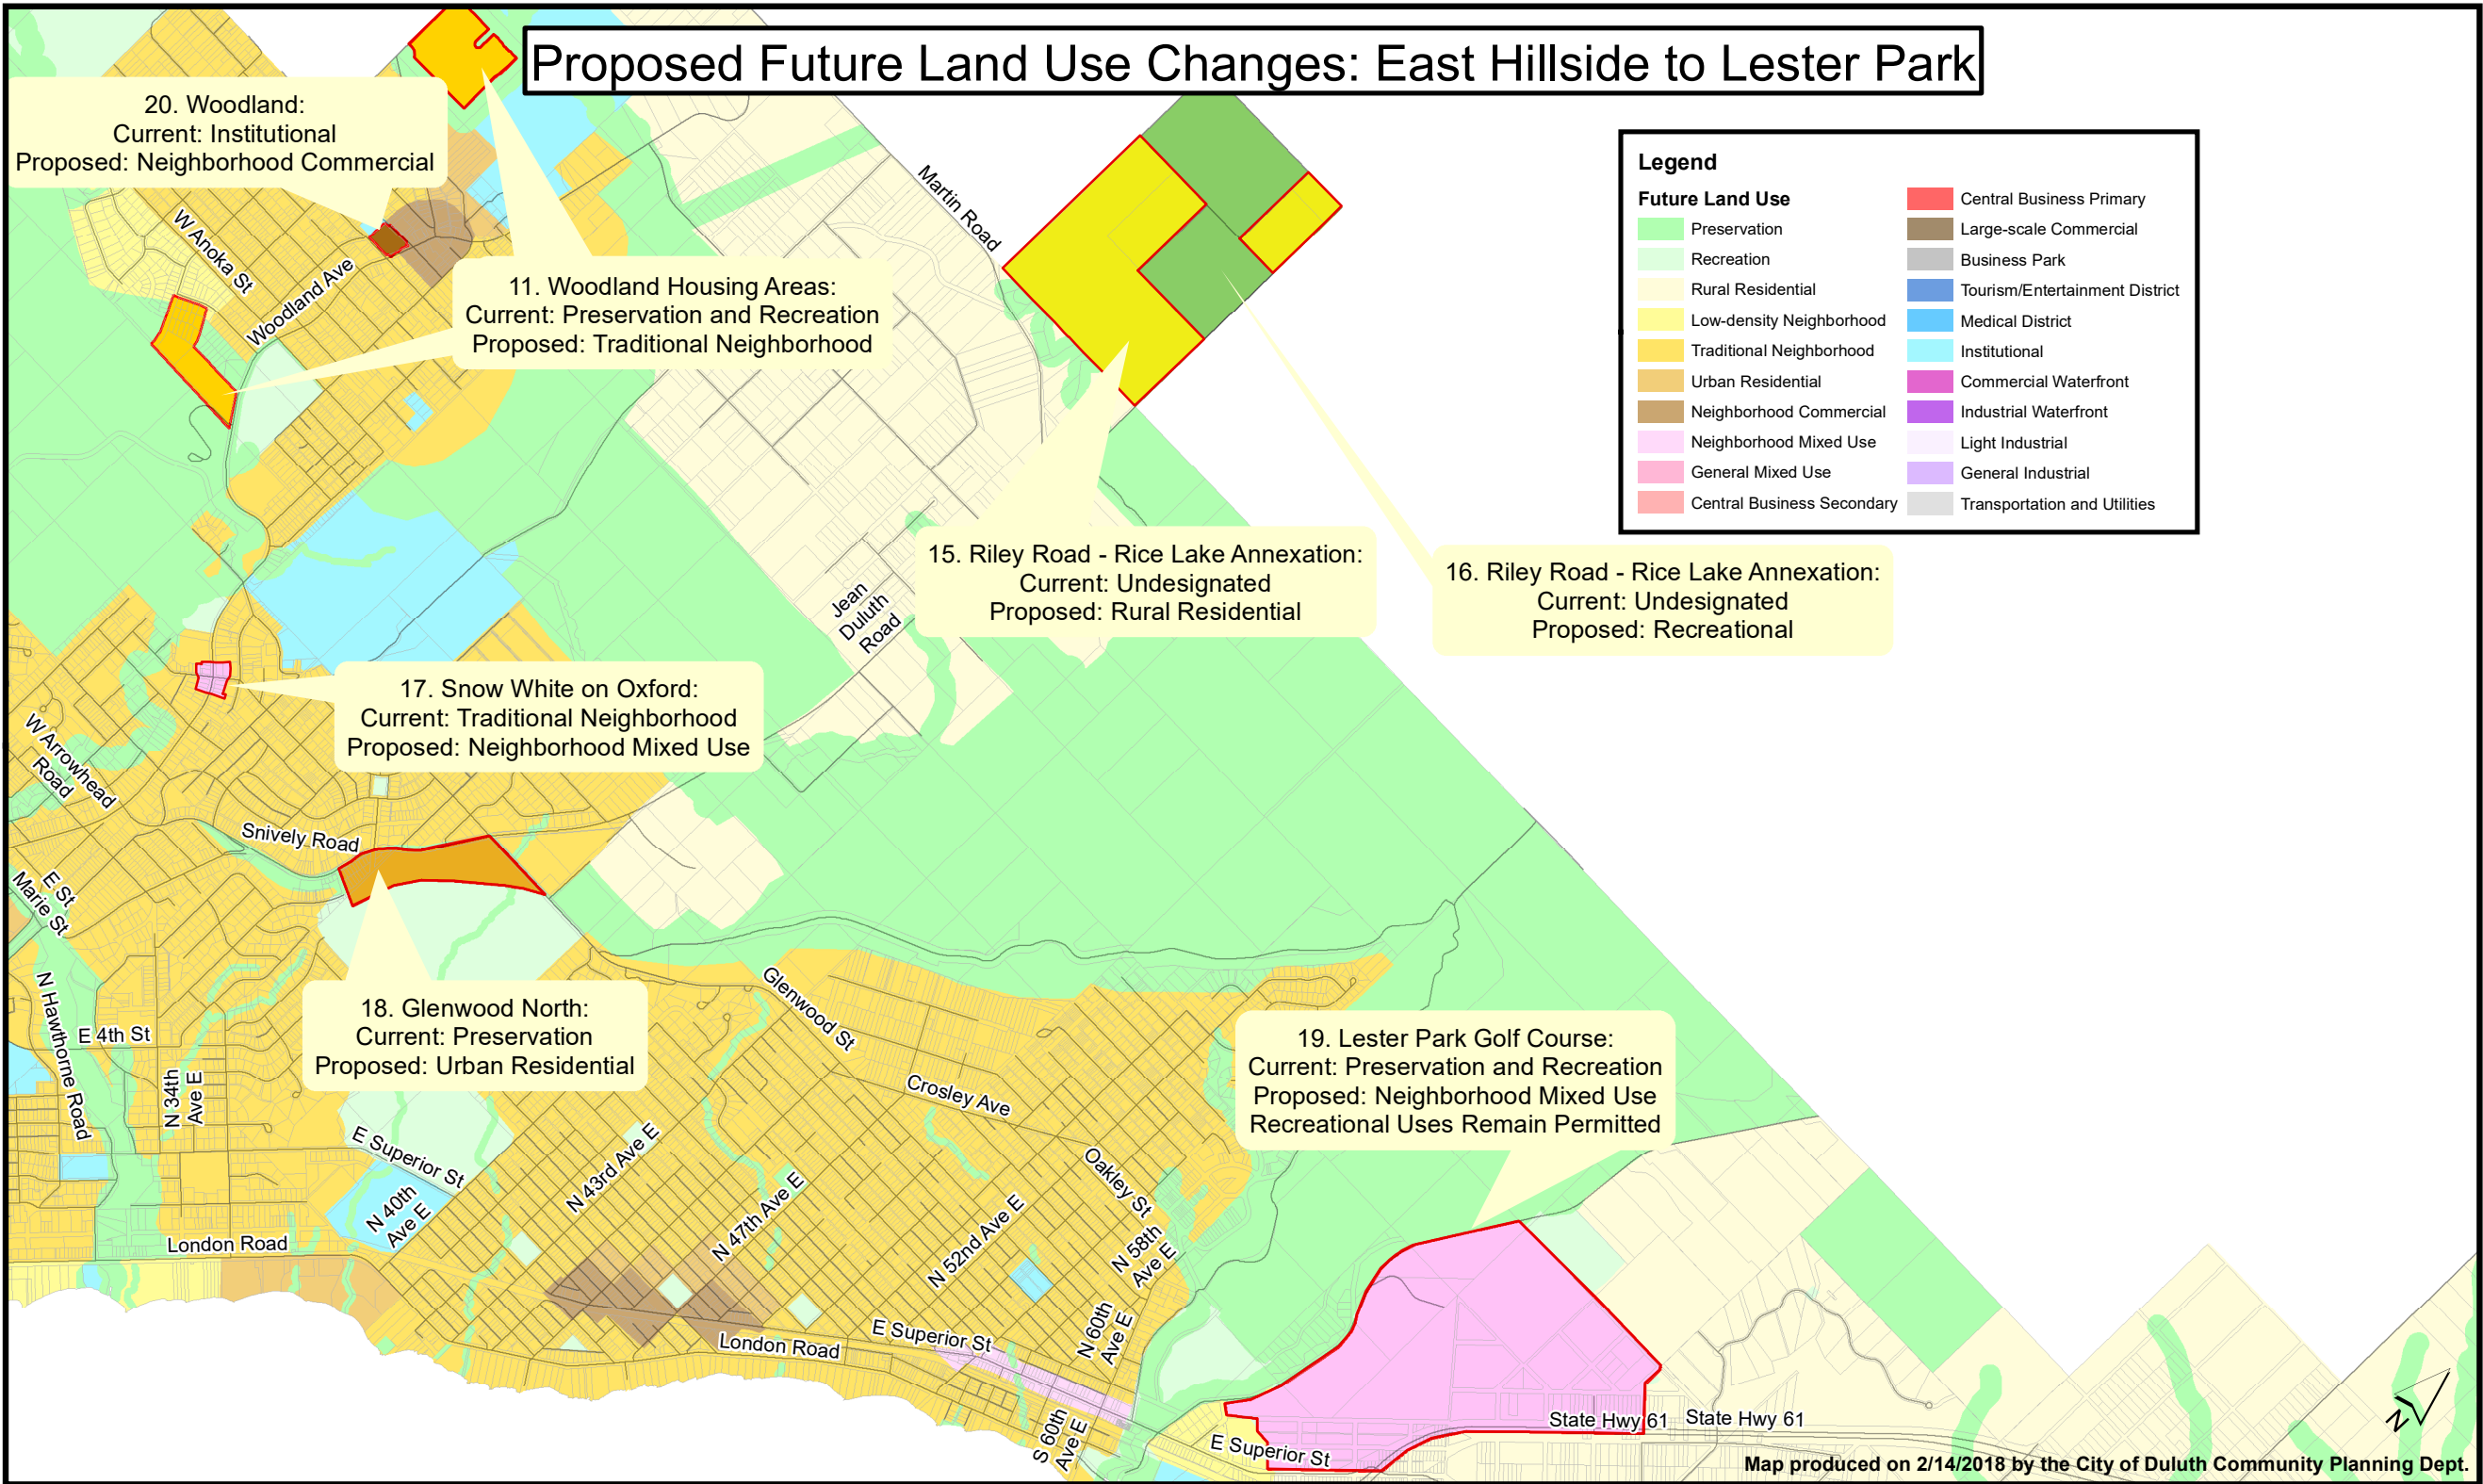 Proposed Future Land Use Changes: East Hillside to Lester Park
20. Woodland:
Current: Institutional
Proposed: Neighborhood Commercial
11. Woodland Housing Areas:
Current: Preservation and Recreation
Proposed: Traditional Neighborhood
W Anoka St
Woodland Ave
Martin Road
Legend
Future Land Use
Preservation
Recreation
Rural Residential
Low-density Neighborhood
Traditional Neighborhood
Urban Residential
Neighborhood Commercial
Neighborhood Mixed Use
General Mixed Use
Central Business Secondary
Central Business Primary
Large-scale Commercial
Business Park
Tourism/Entertainment District
Medical District
Institutional
Commercial Waterfront
Industrial Waterfront
Light Industrial
General Industrial
Transportation and Utilities
15. Riley Road - Rice Lake Annexation:
Current: Undesignated
Proposed: Rural Residential
16. Riley Road - Rice Lake Annexation:
Current: Undesignated
Proposed: Recreational
Jean
Duluth
Road
17. Snow White on Oxford:
Current: Traditional Neighborhood
Proposed: Neighborhood Mixed Use
W Arrowhead
Road
Snively Road
E St
Marie St
18. Glenwood North:
Current: Preservation
Proposed: Urban Residential
N Hawthorne Road
E 4th St
N 34th
Ave E
Glenwood St
Crosley Ave
19. Lester Park Golf Course:
Current: Preservation and Recreation
Proposed: Neighborhood Mixed Use
Recreational Uses Remain Permitted
E Superior St
N 40th
Ave E
N 43rd Ave E
N 47th Ave E
N 52nd Ave E
Oakley St
N 58th
Ave E
London Road
London Road
E Superior St
N 60th
Ave E
S 60th
Ave E
E Superior St
State Hwy 61
State Hwy 61
N
Map produced on 2/14/2018 by the City of Duluth Community Planning Dept.